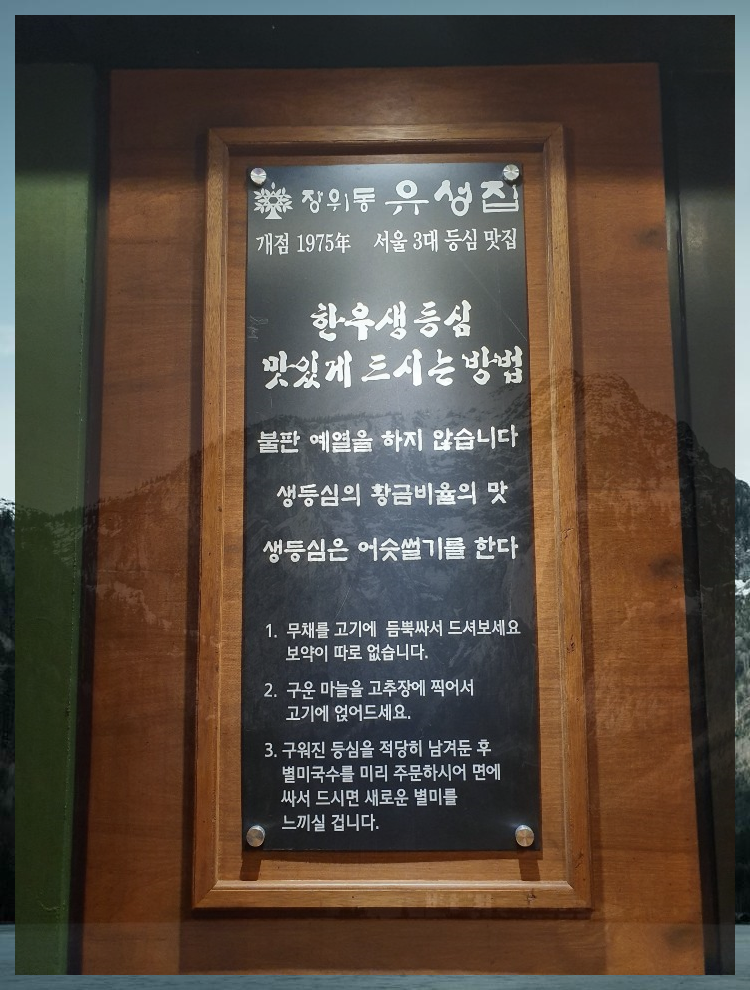 장위동 유성집
개점 1975年 서울 3대 등심 맛집
한우생등심
맛있게 드시는 방법
불판 예열을 하지 않습니다
생등심의 황금비율의 맛
생등심은 어슷썰기를 한다
1. 무채를 고기에 듬뿍싸서 드셔보세요
보약이 따로 없습니다.
2. 구운 마늘을 고추장에 찍어서
고기에 얹어드세요.
3. 구워진 등심을 적당히 남겨둔 후
별미국수를 미리 주문하시어 면에
싸서 드시면 새로운 별미를
느끼실 겁니다.